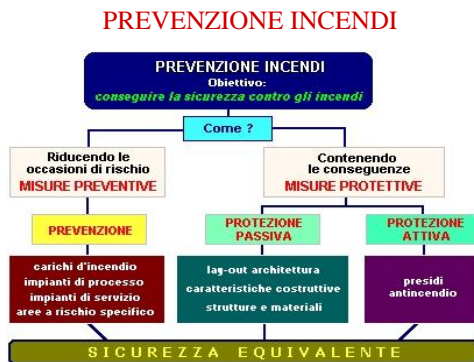 PREVENZIONE INCENDI
PREVENZIONE INCENDI
Obiettivo:
conseguire la sicurezza contro gli incendi
Come ?
Riducendo le
occasioni di rischio
MISURE PREVENTIVE
Contenendo
le conseguenze
MISURE PROTETTIVE
PREVENZIONE
PROTEZIONE
PASSIVA
PROTEZIONE
ATTIVA
carichi d'incendio
impianti di processo
impianti di servizio
aree a rischio specifico
lay-out architettura
caratteristiche costruttive
strutture e materiali
presidi
antincendio
SICUREZZA EQUIVALENTE